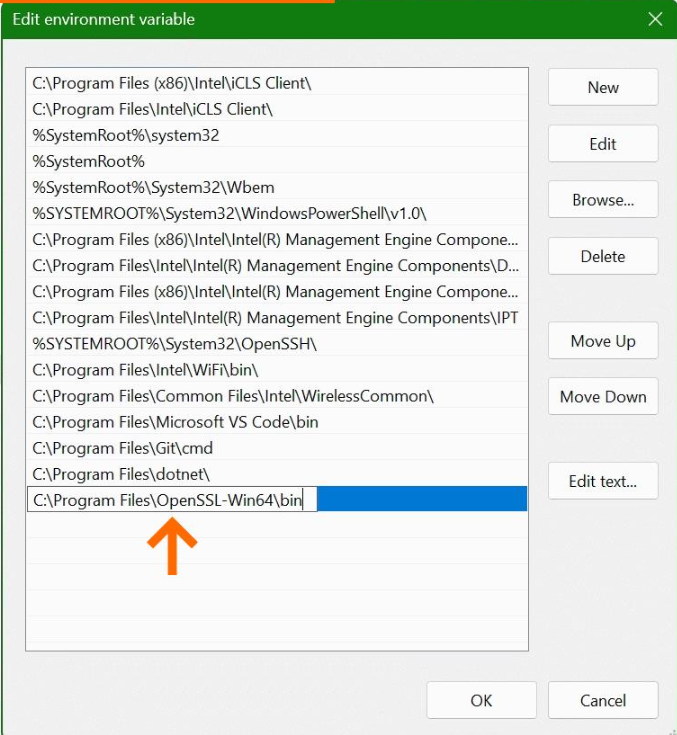 Edit environment variable
C:\Program Files (x86)\Intel\iCLS Client\
C:\Program Files\Intel\iCLS Client\
%SystemRoot%\system32
%SystemRoot%
%SystemRoot%\System32\Wbem
%SYSTEMROOT%\System32\WindowsPowerShell\v1.0\
C:\Program Files (x86)\Intel\Intel(R) Management Engine Compone...
C:\Program Files\Intel\Intel(R) Management Engine Components\D...
C:\Program Files (x86)\Intel\Intel(R) Management Engine Compone...
C:\Program Files\Intel\Intel(R) Management Engine Components\IPT
%SYSTEMROOT%\System32\OpenSSH\
C:\Program Files\Intel\WiFi\bin\
C:\Program Files\Common Files\Intel\WirelessCommon\
C:\Program Files\Microsoft VS Code\bin
C:\Program Files\Git\cmd
C:\Program Files\dotnet\
C:\Program Files\OpenSSL-Win64\bin
New
Edit
Browse...
Delete
Move Up
Move Down
Edit text...
OK
Cancel